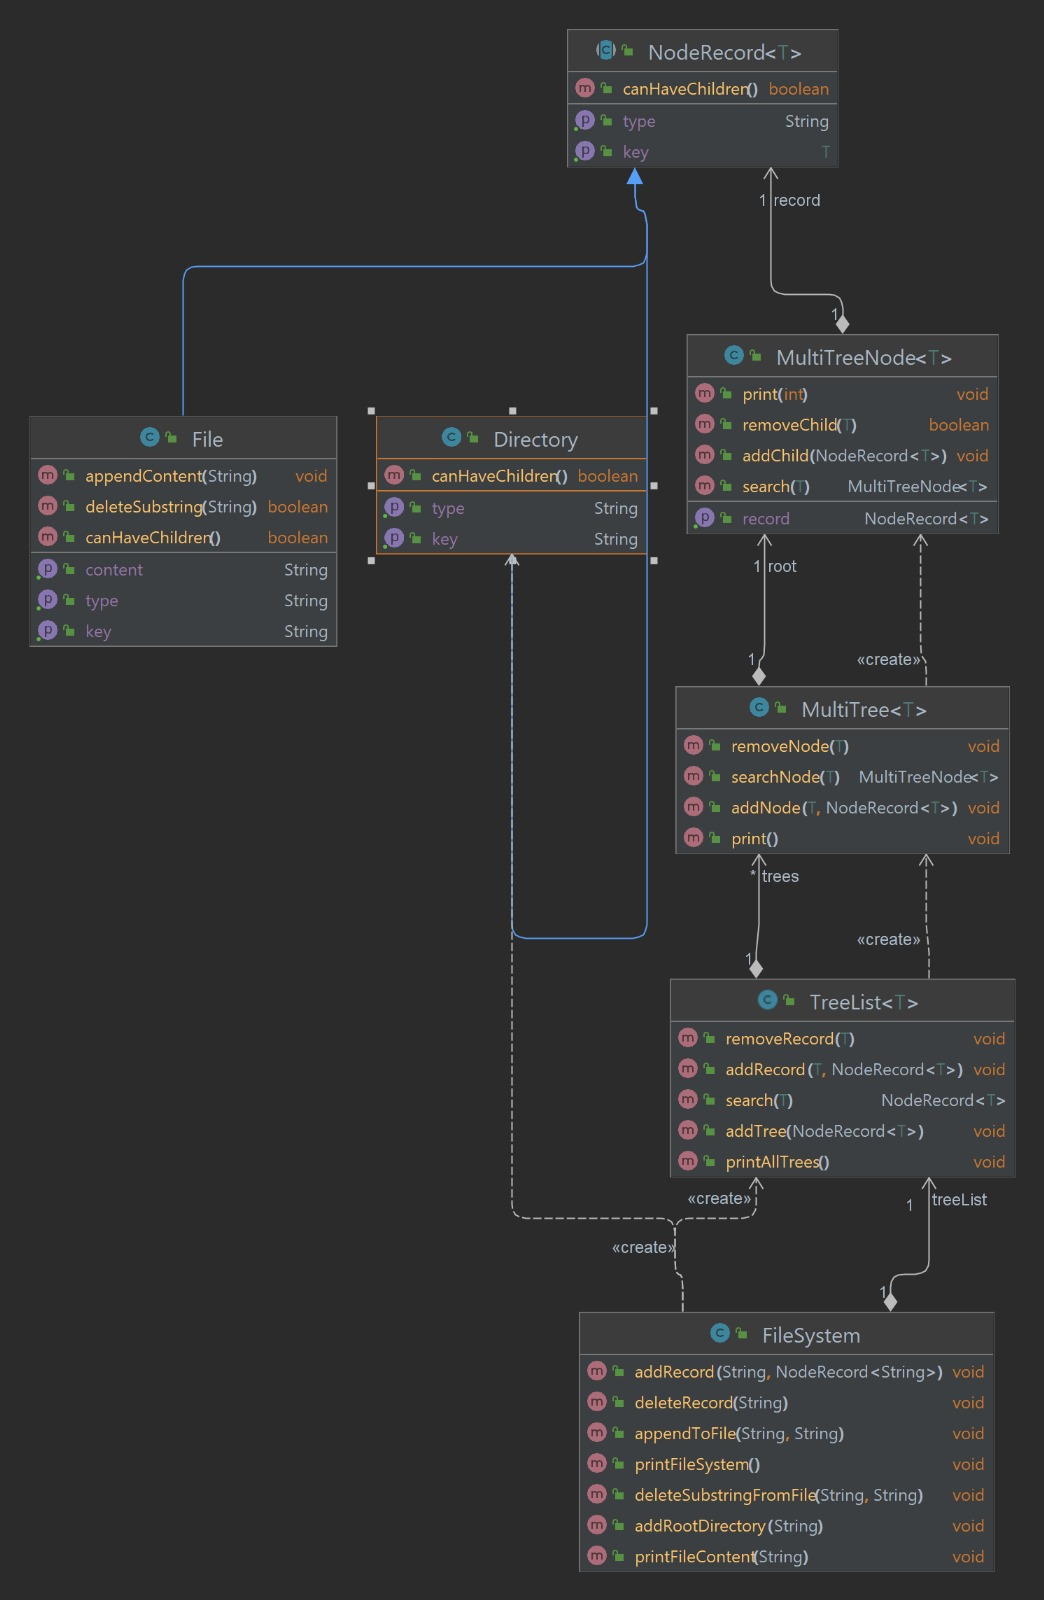 NodeRecord<T>
canHaveChildren() boolean
type String
key T
1 record
1
MultiTreeNode<T>
print(int) void
removeChild(T) boolean
addChild(NodeRecord<T>) void
search(T) MultiTreeNode<T>
record NodeRecord<T>
File
appendContent(String) void
deleteSubstring(String) boolean
canHaveChildren() boolean
content String
type String
key String
Directory
canHaveChildren() boolean
type String
key String
1 root
1
«create»
MultiTree<T>
removeNode(T) void
searchNode(T) MultiTreeNode<T>
addNode(T, NodeRecord<T>) void
print() void
* trees
1
«create»
TreeList<T>
removeRecord(T) void
addRecord(T, NodeRecord<T>) void
search(T) NodeRecord<T>
addTree(NodeRecord<T>) void
printAllTrees() void
«create»
1 treeList
«create»
1
FileSystem
addRecord(String, NodeRecord<String>) void
deleteRecord(String) void
appendToFile(String, String) void
printFileSystem() void
deleteSubstringFromFile(String, String) void
addRootDirectory(String) void
printFileContent(String) void